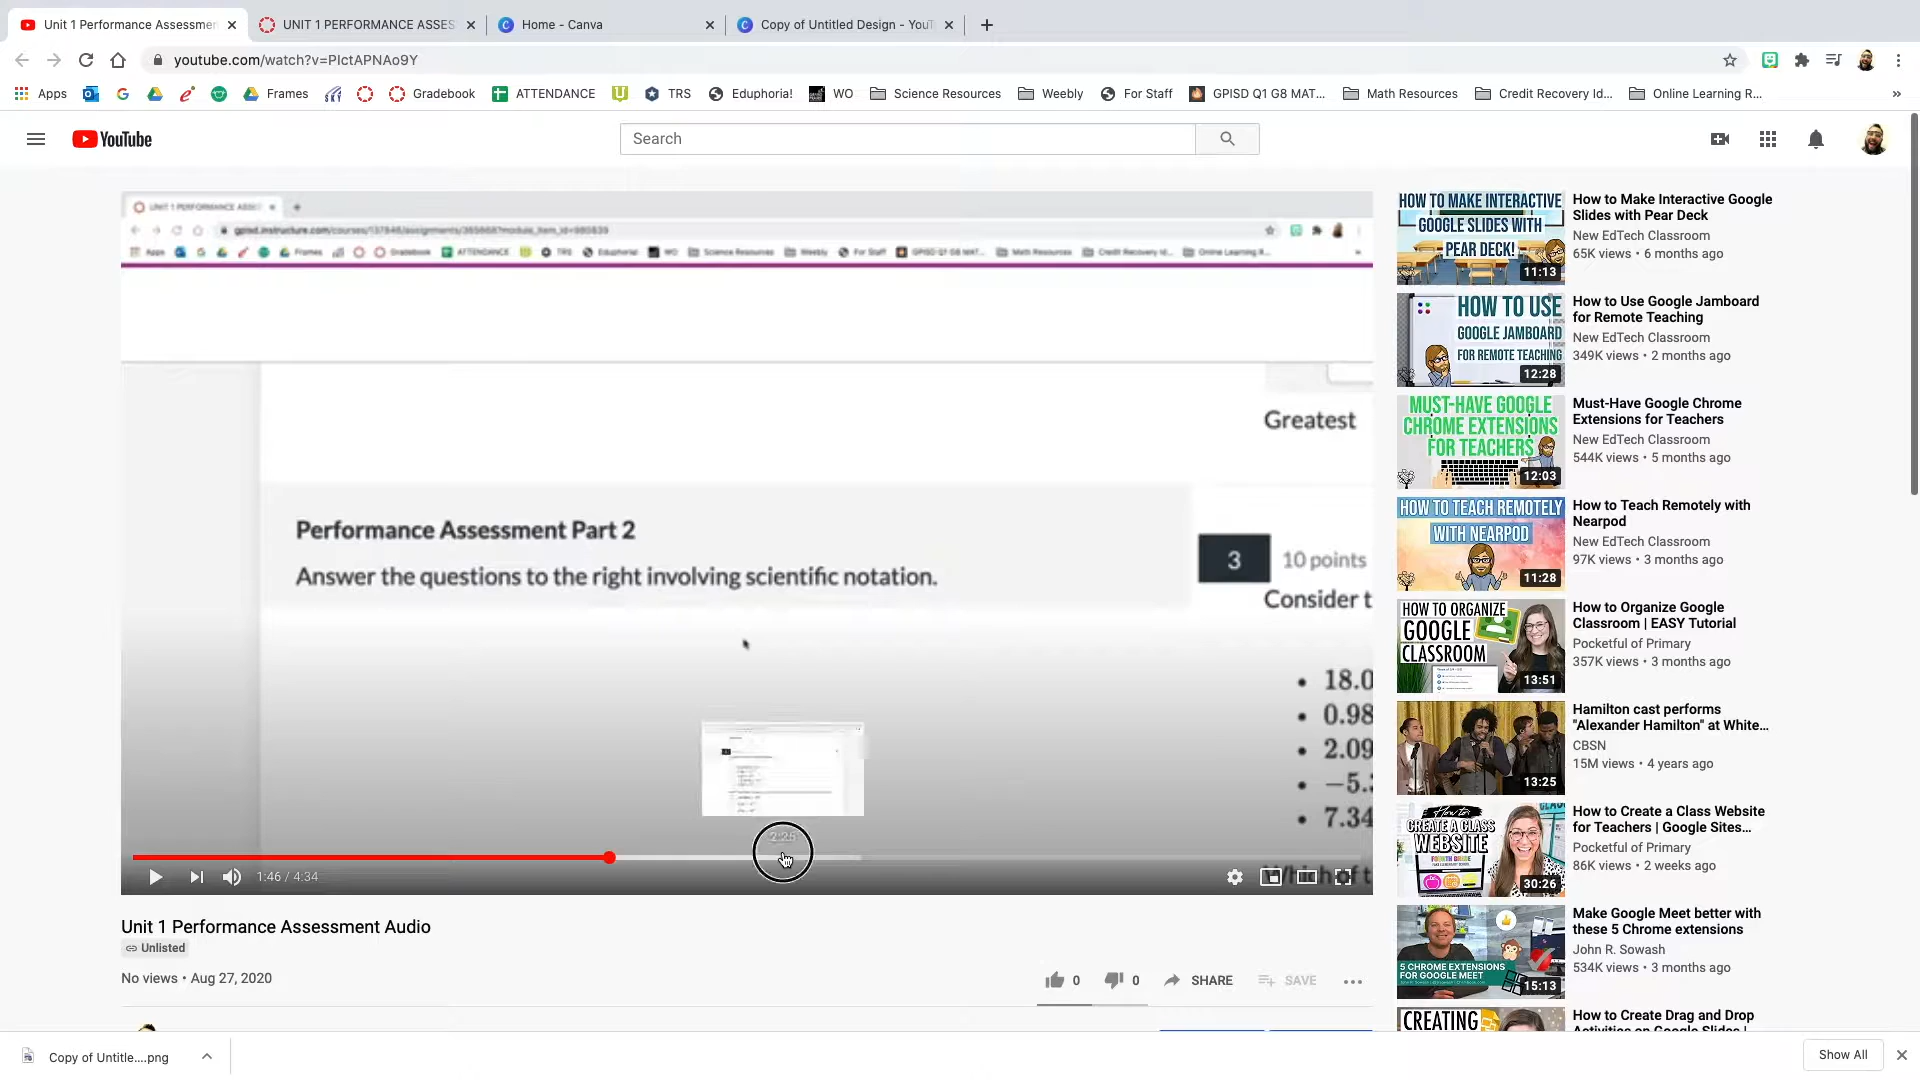 Unit 1 Performance Assessmen
UNIT 1 PERFORMANCE ASSES
Home - Canva
Copy of Untitled Design - YouT
youtube.com/watch?v=PIctAPNAo9Y
Apps
Frames
Gradebook
ATTENDANCE
TRS
Eduphoria!
WO
Science Resources
Weebly
For Staff
GPISD Q1 G8 MAT...
Math Resources
Credit Recovery Id...
Online Learning R...
YouTube
Search
Greatest
Performance Assessment Part 2
Answer the questions to the right involving scientific notation.
3
10 points
Consider t
18.0
0.98
2.09
−5.
7.34
Which of t
2:25
1:46 / 4:34
Unit 1 Performance Assessment Audio
Unlisted
No views • Aug 27, 2020
0
0
SHARE
SAVE
HOW TO MAKE INTERACTIVE
GOOGLE SLIDES WITH
PEAR DECK!
11:13
How to Make Interactive Google
Slides with Pear Deck
New EdTech Classroom
65K views • 6 months ago
HOW TO USE
GOOGLE JAMBOARD
FOR REMOTE TEACHING
12:28
How to Use Google Jamboard
for Remote Teaching
New EdTech Classroom
349K views • 2 months ago
MUST-HAVE GOOGLE
CHROME EXTENSIONS
FOR TEACHERS
12:03
Must-Have Google Chrome
Extensions for Teachers
New EdTech Classroom
544K views • 5 months ago
HOW TO TEACH REMOTELY
WITH NEARPOD
11:28
How to Teach Remotely with
Nearpod
New EdTech Classroom
97K views • 3 months ago
HOW TO ORGANIZE
GOOGLE
CLASSROOM
13:51
How to Organize Google
Classroom | EASY Tutorial
Pocketful of Primary
357K views • 3 months ago
13:25
Hamilton cast performs
"Alexander Hamilton" at White...
CBSN
15M views • 4 years ago
How to
CREATE A CLASS
WEBSITE
30:26
How to Create a Class Website
for Teachers | Google Sites...
Pocketful of Primary
86K views • 2 weeks ago
5 CHROME EXTENSIONS
FOR GOOGLE MEET
15:13
Make Google Meet better with
these 5 Chrome extensions
John R. Sowash
534K views • 3 months ago
CREATING
How to Create Drag and Drop
Activities on Google Slides |
Copy of Untitle....png
Show All